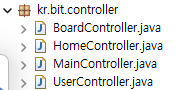 kr.bit.controller
BoardController.java
HomeController.java
MainController.java
UserController.java